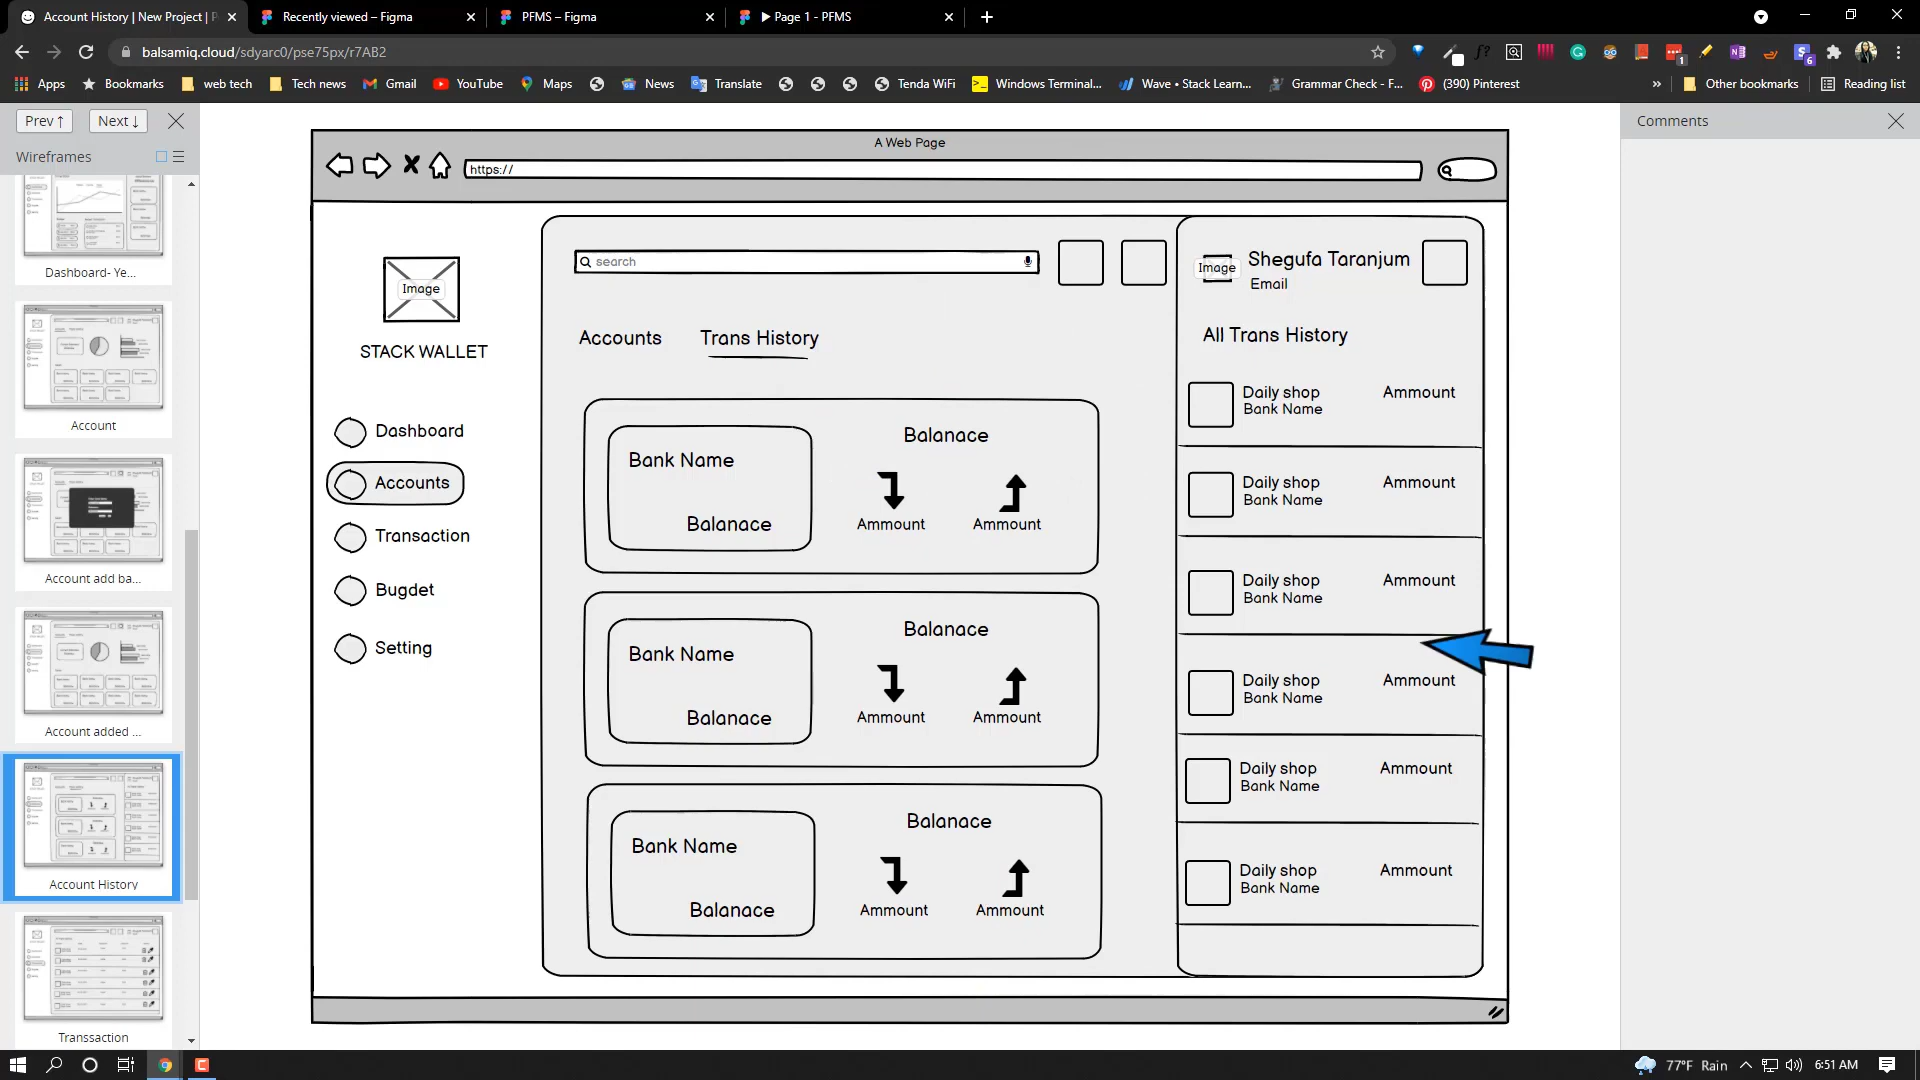 Account History | New Project | P
Recently viewed – Figma
PFMS – Figma
▶ Page 1 - PFMS
balsamiq.cloud/sdyarc0/pse75px/r7AB2
Apps
Bookmarks
web tech
Tech news
Gmail
YouTube
Maps
News
Translate
Tenda WiFi
Windows Terminal...
Wave • Stack Learn...
Grammar Check - F...
(390) Pinterest
»
Other bookmarks
Reading list
Prev ↑
Next ↓
Wireframes
Dashboard- Ye...
Account
Account add ba...
Account added ...
Account History
Transsaction
Comments
A Web Page
https://
Image
STACK WALLET
Dashboard
Accounts
Transaction
Bugdet
Setting
search
Accounts
Trans History
Bank Name
Balanace
Balanace
Ammount
Ammount
Bank Name
Balanace
Balanace
Ammount
Ammount
Bank Name
Balanace
Balanace
Ammount
Ammount
Image
Shegufa Taranjum
Email
All Trans History
Daily shop
Bank Name
Ammount
Daily shop
Bank Name
Ammount
Daily shop
Bank Name
Ammount
Daily shop
Bank Name
Ammount
Daily shop
Bank Name
Ammount
Daily shop
Bank Name
Ammount
77°F Rain
6:51 AM